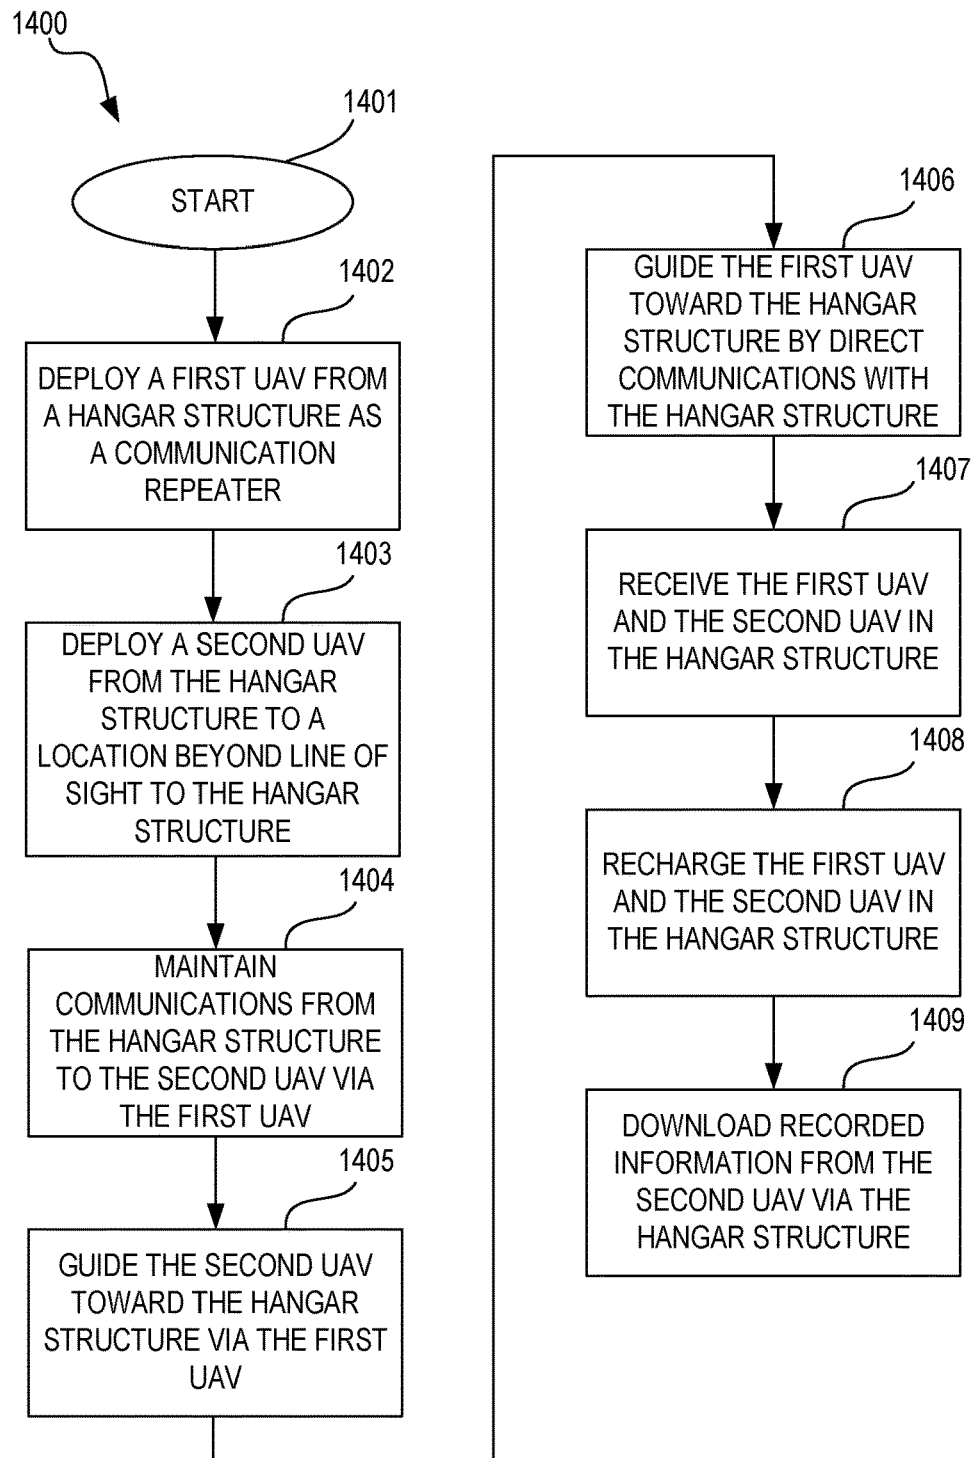 1400
1401
START
1402
DEPLOY A FIRST UAV FROM
A HANGAR STRUCTURE AS
A COMMUNICATION
REPEATER
1403
DEPLOY A SECOND UAV
FROM THE HANGAR
STRUCTURE TO A
LOCATION BEYOND LINE OF
SIGHT TO THE HANGAR
STRUCTURE
1404
MAINTAIN
COMMUNICATIONS FROM
THE HANGAR STRUCTURE
TO THE SECOND UAV VIA
THE FIRST UAV
1405
GUIDE THE SECOND UAV
TOWARD THE HANGAR
STRUCTURE VIA THE FIRST
UAV
1406
GUIDE THE FIRST UAV
TOWARD THE HANGAR
STRUCTURE BY DIRECT
COMMUNICATIONS WITH
THE HANGAR STRUCTURE
1407
RECEIVE THE FIRST UAV
AND THE SECOND UAV IN
THE HANGAR STRUCTURE
1408
RECHARGE THE FIRST UAV
AND THE SECOND UAV IN
THE HANGAR STRUCTURE
1409
DOWNLOAD RECORDED
INFORMATION FROM THE
SECOND UAV VIA THE
HANGAR STRUCTURE